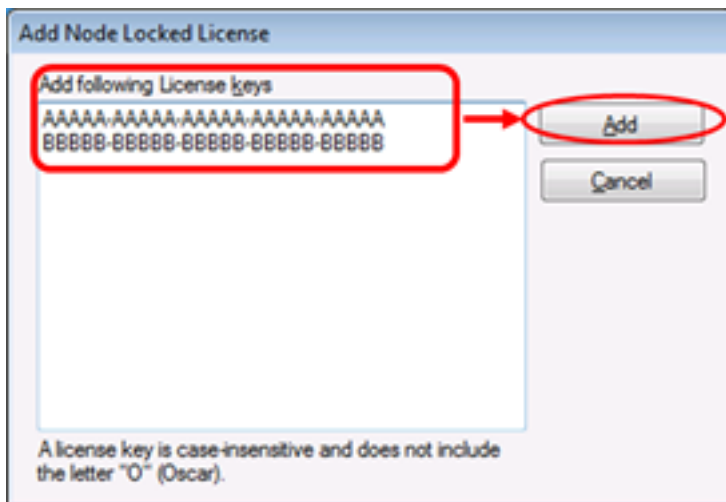 Add Node Locked License
Add following License keys
AAAAA-AAAAA-AAAAA-AAAAA-AAAAA
BBBBB-BBBBB-BBBBB-BBBBB-BBBBB
Add
Cancel
A license key is case-insensitive and does not include
the letter "O" (Oscar).